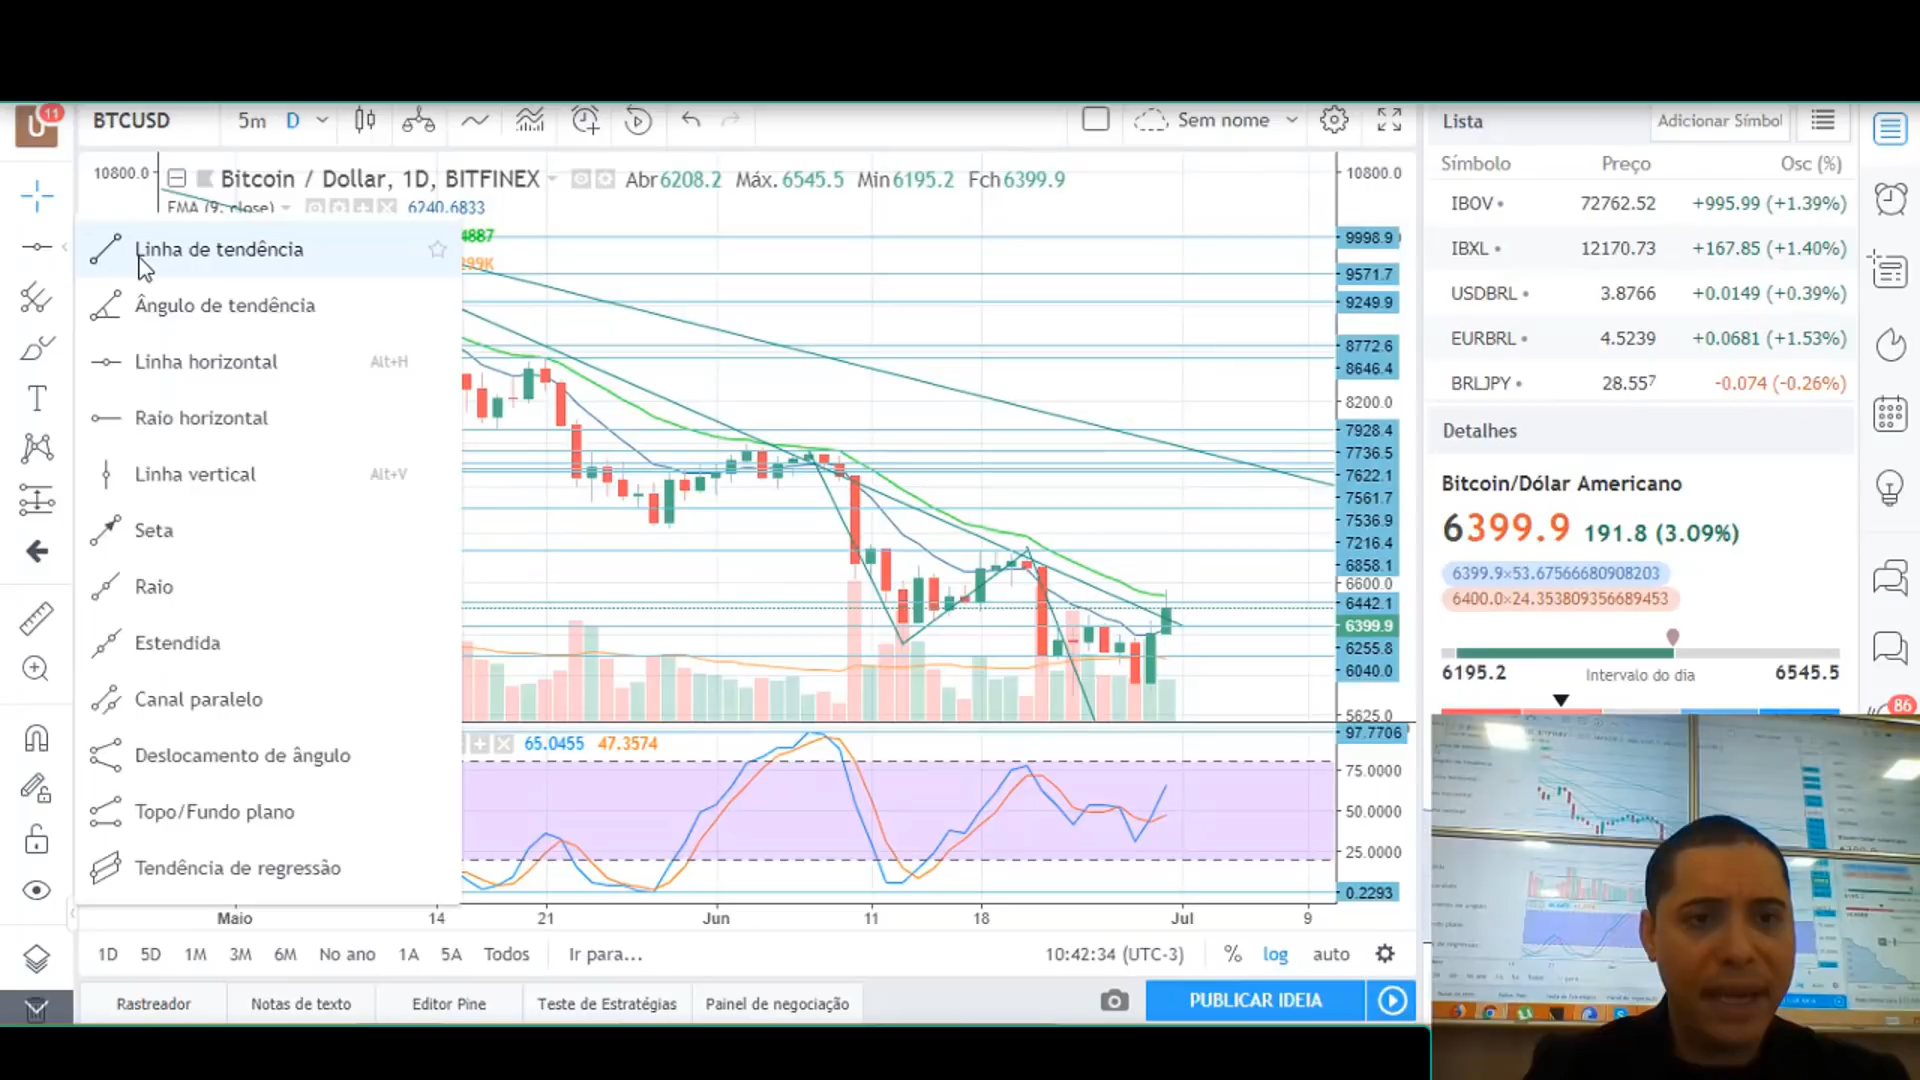 11
U
BTCUSD
5m
D
Sem nome
Lista
Adicionar Símbol
10800.0
Bitcoin / Dollar, 1D, BITFINEX
Abr6208.2 Máx.6545.5 Mín6195.2 Fch6399.9
10800.0
EMA (9, close)
6240.6833
4887
299K
Linha de tendência
Ângulo de tendência
Linha horizontal Alt+H
Raio horizontal
Linha vertical Alt+V
Seta
Raio
Estendida
Canal paralelo
Deslocamento de ângulo
Topo/Fundo plano
Tendência de regressão
9998.9
9571.7
9249.9
8772.6
8646.4
8200.0
7928.4
7736.5
7622.1
7561.7
7536.9
7216.4
6858.1
6600.0
6442.1
6399.9
6255.8
6040.0
5625.0
97.7706
65.0455 47.3574
75.0000
50.0000
25.0000
0.2293
Maio 14 21 Jun 11 18 Jul 9
1D 5D 1M 3M 6M No ano 1A 5A Todos
Ir para...
10:42:34 (UTC-3)
% log auto
Rastreador
Notas de texto
Editor Pine
Teste de Estratégias
Painel de negociação
PUBLICAR IDEIA
Símbolo Preço Osc (%)
IBOV 72762.52 +995.99 (+1.39%)
IBXL 12170.73 +167.85 (+1.40%)
USDBRL 3.8766 +0.0149 (+0.39%)
EURBRL 4.5239 +0.0681 (+1.53%)
BRLJPY 28.557 -0.074 (-0.26%)
Detalhes
Bitcoin/Dólar Americano
6399.9 191.8 (3.09%)
6399.9×53.67566680908203
6400.0×24.353809356689453
6195.2 Intervalo do dia 6545.5
86